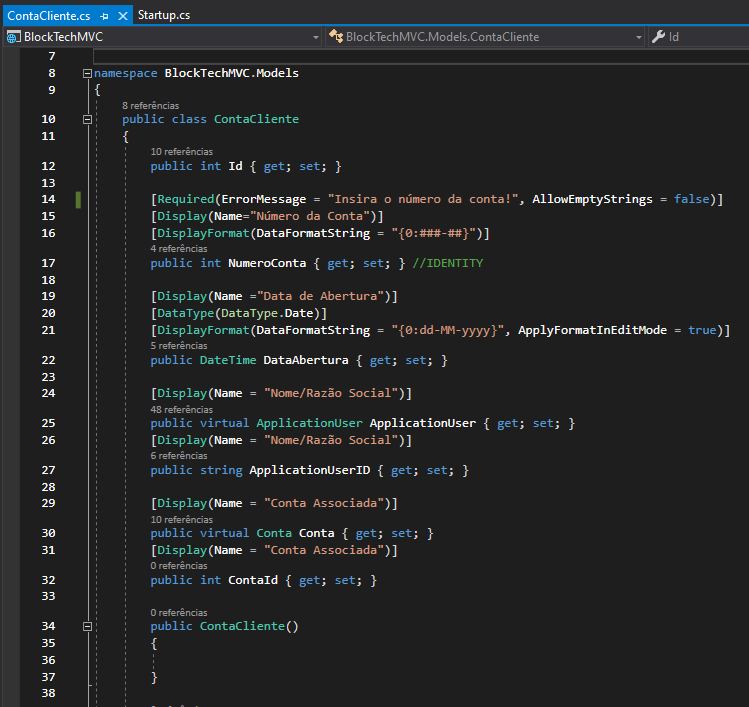 ContaCliente.cs Startup.cs
BlockTechMVC BlockTechMVC.Models.ContaCliente Id
7
8 namespace BlockTechMVC.Models
9 {
8 referências
10 public class ContaCliente
11 {
10 referências
12 public int Id { get; set; }
13
14 [Required(ErrorMessage = "Insira o número da conta!", AllowEmptyStrings = false)]
15 [Display(Name="Número da Conta")]
16 [DisplayFormat(DataFormatString = "{0:###-##}")]
4 referências
17 public int NumeroConta { get; set; } //IDENTITY
18
19 [Display(Name ="Data de Abertura")]
20 [DataType(DataType.Date)]
21 [DisplayFormat(DataFormatString = "{0:dd-MM-yyyy}", ApplyFormatInEditMode = true)]
5 referências
22 public DateTime DataAbertura { get; set; }
23
24 [Display(Name = "Nome/Razão Social")]
48 referências
25 public virtual ApplicationUser ApplicationUser { get; set; }
26 [Display(Name = "Nome/Razão Social")]
6 referências
27 public string ApplicationUserID { get; set; }
28
29 [Display(Name = "Conta Associada")]
10 referências
30 public virtual Conta Conta { get; set; }
31 [Display(Name = "Conta Associada")]
0 referências
32 public int ContaId { get; set; }
33
0 referências
34 public ContaCliente()
35 {
36
37 }
38